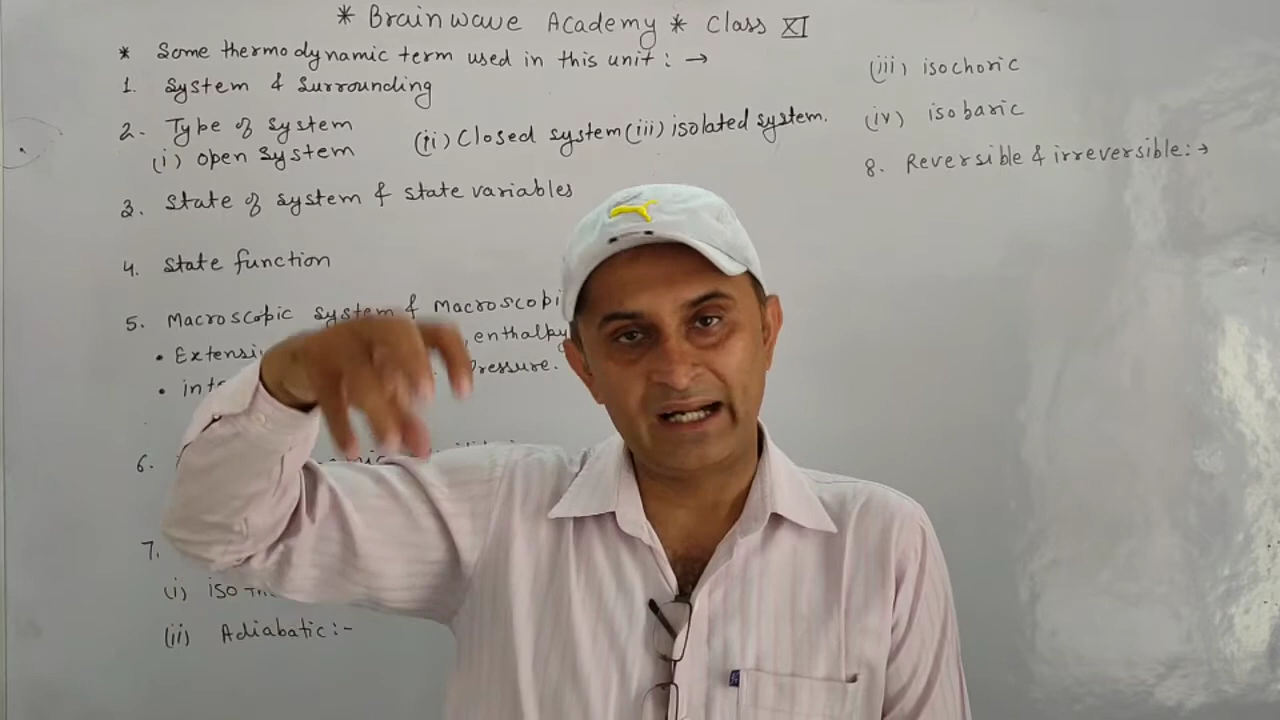 * Brainwave Academy * Class XI
* Some thermodynamic term used in this unit : →
1. System & Surrounding
2. Type of System
(i) open System (ii) Closed system (iii) isolated system.
3. State of system & state variables
4. State function
5. Macroscopic system & Macroscopi
• Extensi , enthalpy
• int Pressure.
6.
7.
(i) iso
(ii) Adiabatic :-
(iii) isochoric
(iv) isobaric
8. Reversible & irreversible : →